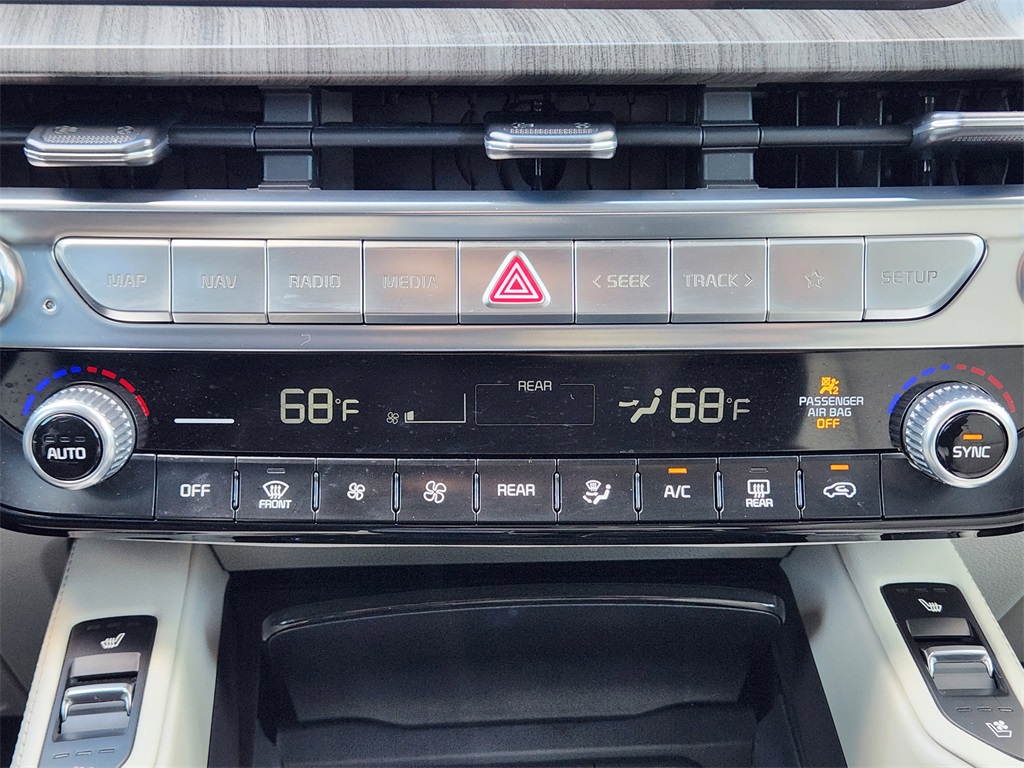 MAP NAV RADIO MEDIA < SEEK TRACK > SETUP
REAR
68°F 68°F
PASSENGER
AIR BAG
OFF
AUTO SYNC
OFF FRONT REAR A/C REAR